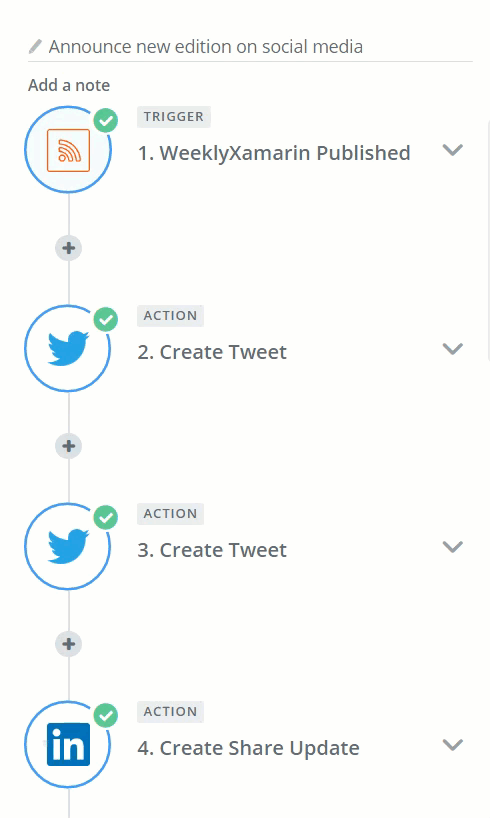 Announce new edition on social media
Add a note
TRIGGER
1. WeeklyXamarin Published
ACTION
2. Create Tweet
ACTION
3. Create Tweet
ACTION
in
4. Create Share Update